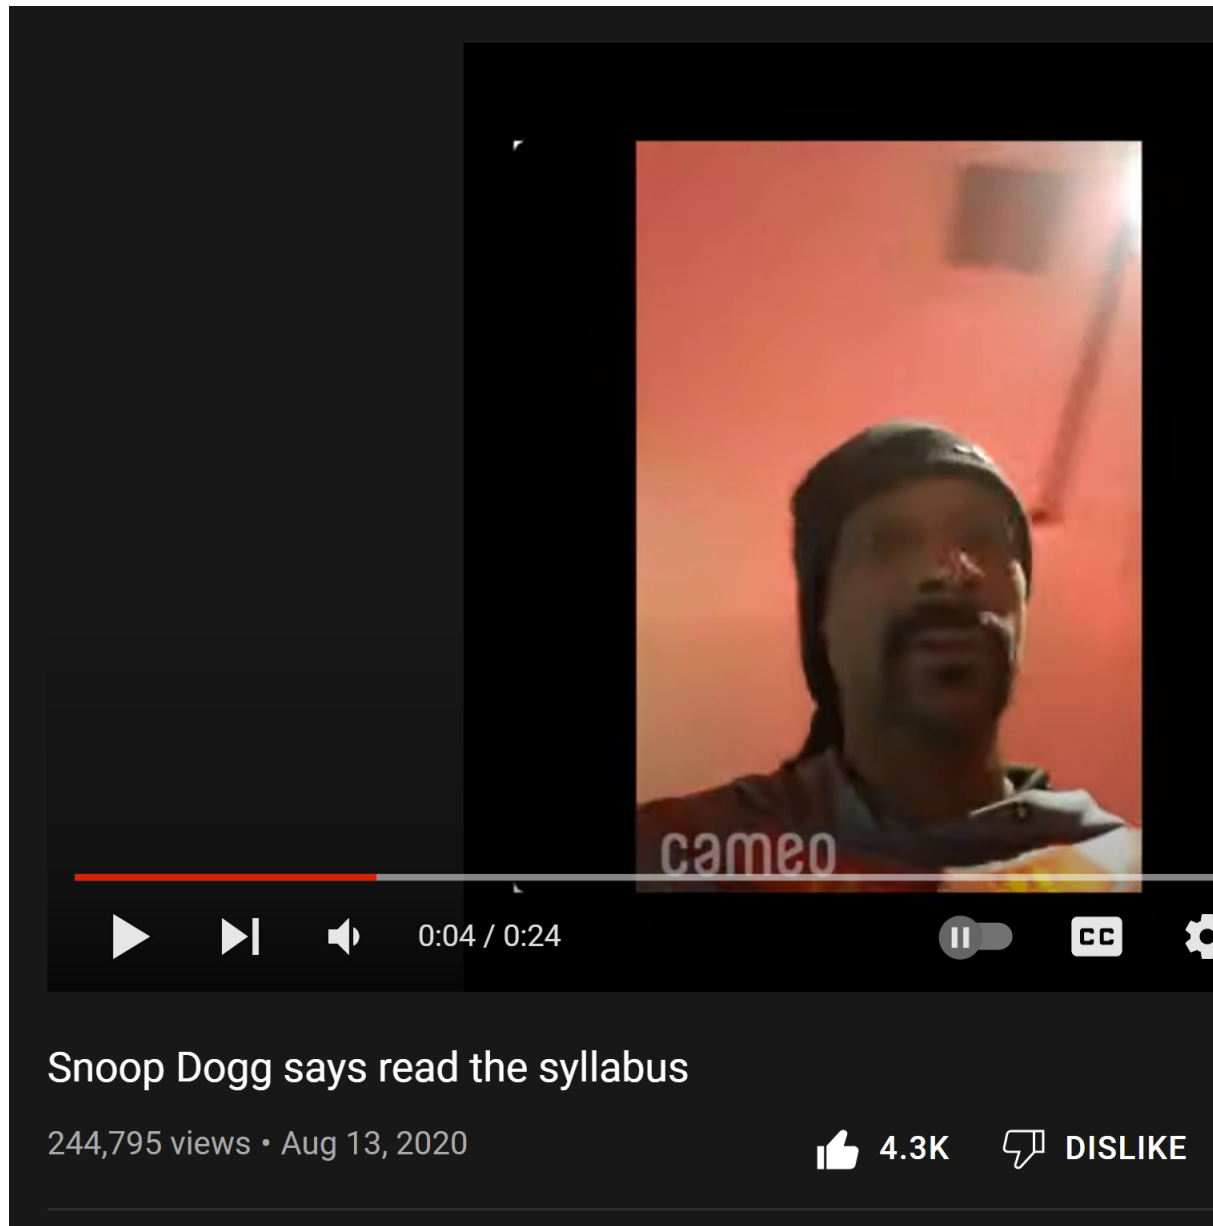 cameo
0:04 / 0:24
CC
Snoop Dogg says read the syllabus
244,795 views • Aug 13, 2020
4.3K DISLIKE